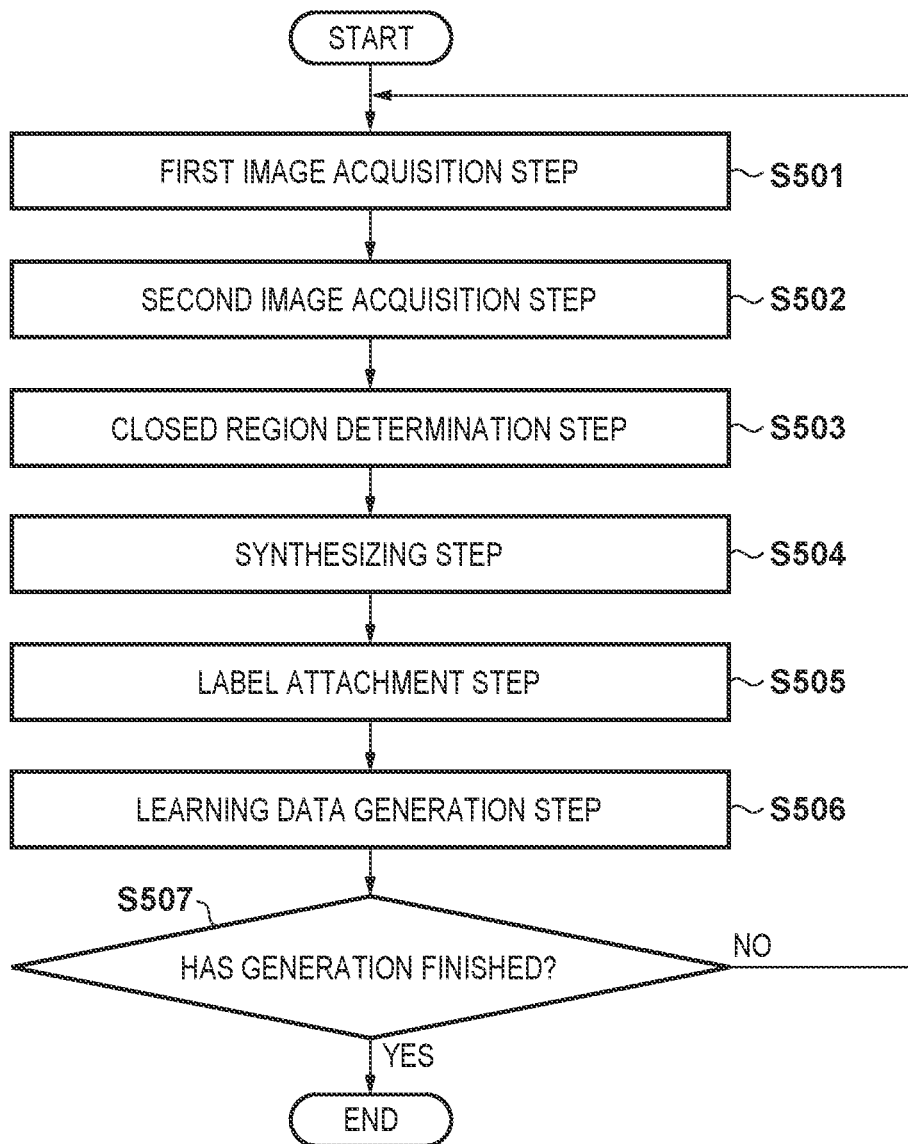 START
FIRST IMAGE ACQUISITION STEP
S501
SECOND IMAGE ACQUISITION STEP
S502
CLOSED REGION DETERMINATION STEP
S503
SYNTHESIZING STEP
S504
LABEL ATTACHMENT STEP
S505
LEARNING DATA GENERATION STEP
S506
S507
HAS GENERATION FINISHED?
NO
YES
END